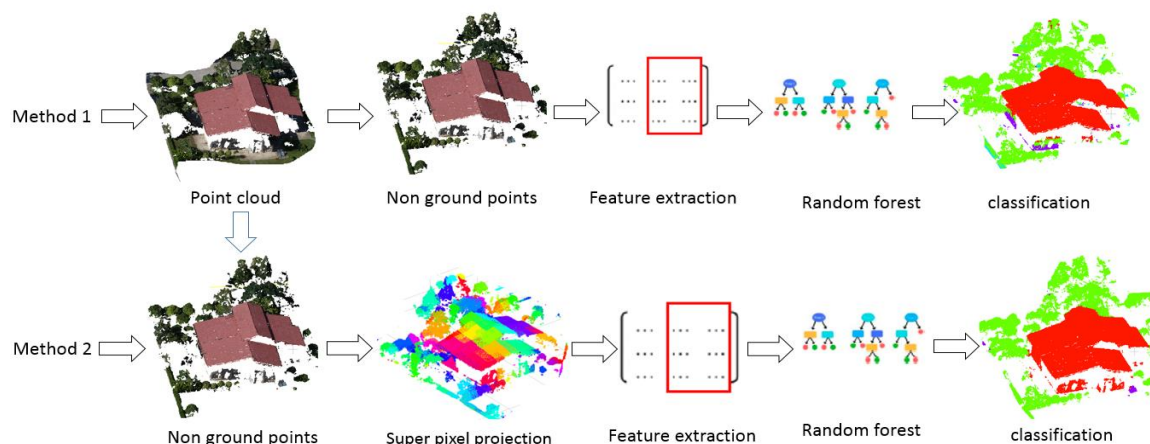 Method 1
Point cloud
Non ground points
Feature extraction
Random forest
classification
Method 2
Non ground points
Super pixel projection
Feature extraction
Random forest
classification